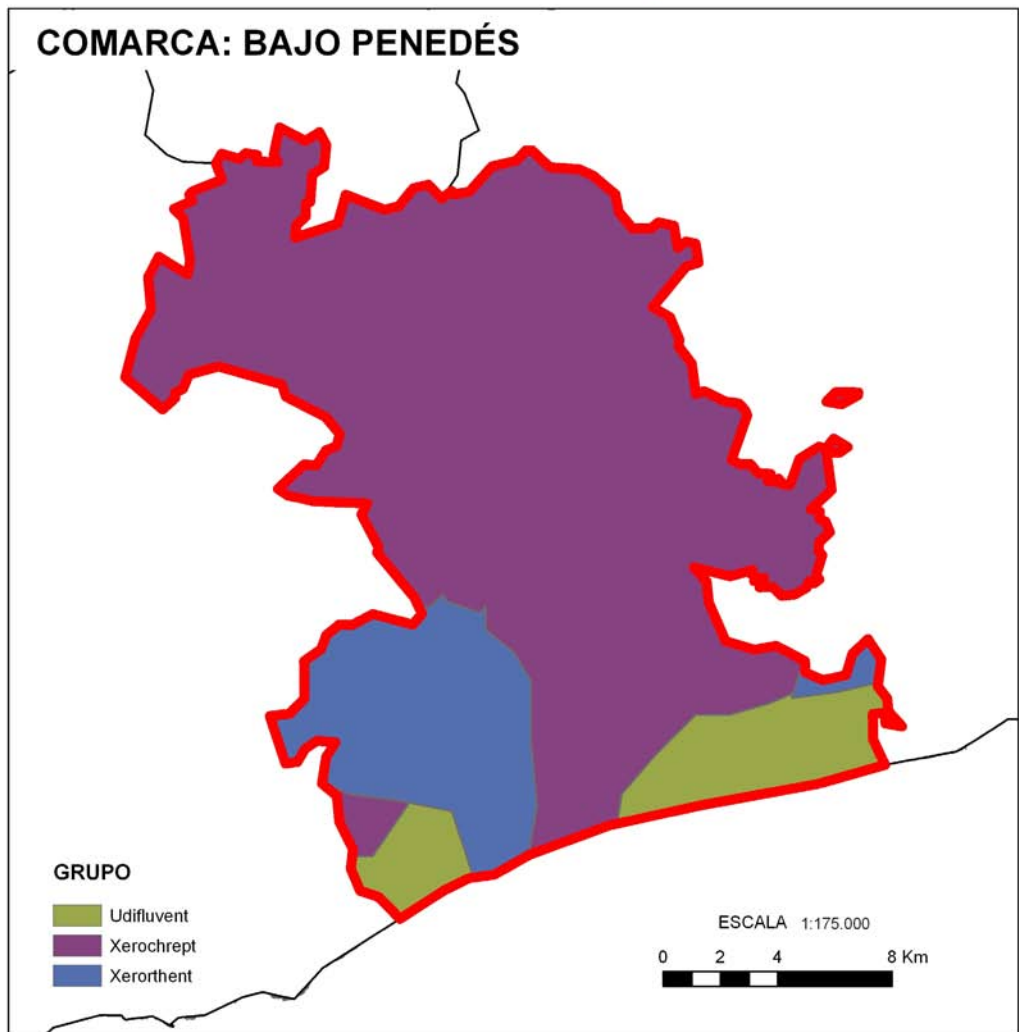 COMARCA: BAJO PENEDÉS
GRUPO
Udifluvent
Xerochrept
Xerorthent
ESCALA 1:175.000
0 2 4 8 Km